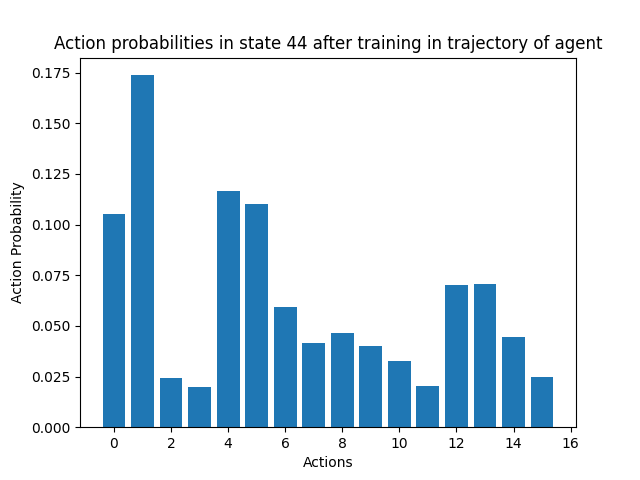 Action probabilities in state 44 after training in trajectory of agent
0.175
0.150
0.125
0.100
0.075
0.050
0.025
0.000
Action Probability
0 2 4 6 8 10 12 14 16
Actions